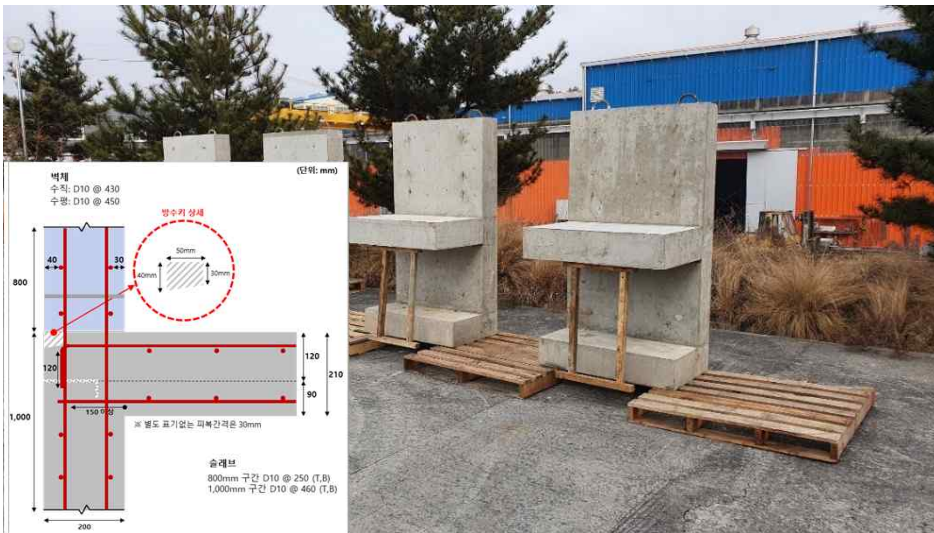 (단위: mm)
벽체
수직: D10 @ 430
수평: D10 @ 450
방수키 상세
50mm
40mm
30mm
40
30
800
120
120
210
90
1,000
150 이상
※ 별도 표기없는 피복간격은 30mm
슬래브
800mm 구간 D10 @ 250 (T,B)
1,000mm 구간 D10 @ 460 (T,B)
200